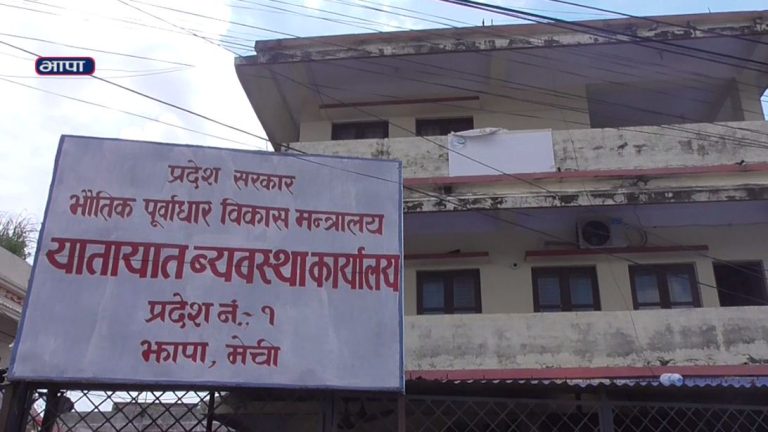 झापा
प्रदेश सरकार
भौतिक पूर्वाधार विकास मन्त्रालय
यातायात ब्यवस्था कार्यालय
प्रदेश नं.: १
झापा, मेची